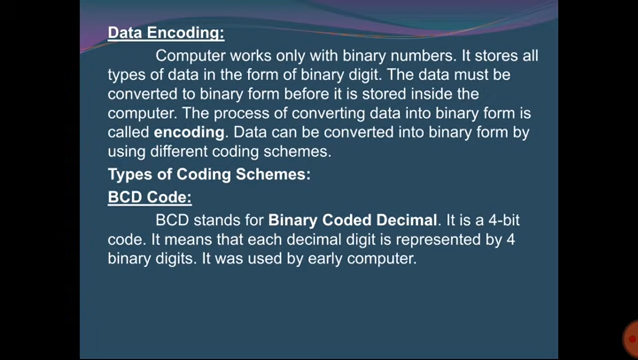 Data Encoding:
Computer works only with binary numbers. It stores all
types of data in the form of binary digit. The data must be
converted to binary form before it is stored inside the
computer. The process of converting data into binary form is
called encoding. Data can be converted into binary form by
using different coding schemes.
Types of Coding Schemes:
BCD Code:
BCD stands for Binary Coded Decimal. It is a 4-bit
code. It means that each decimal digit is represented by 4
binary digits. It was used by early computer.